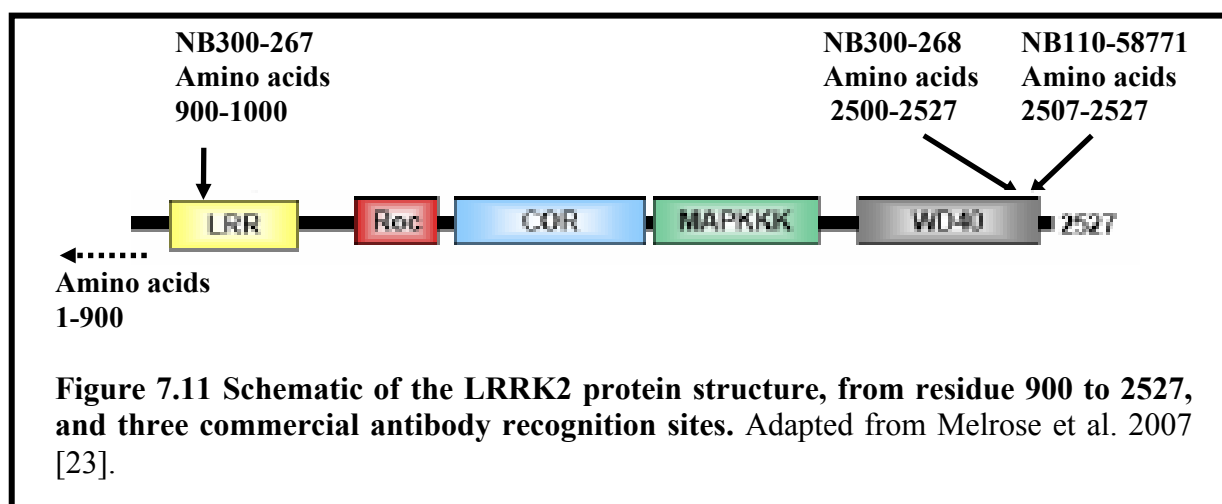 NB300-267
Amino acids
900-1000
NB300-268
Amino acids
2500-2527
NB110-58771
Amino acids
2507-2527
LRR
Roc
COR
MAPKKK
WD40
2527
Amino acids
1-900
Figure 7.11 Schematic of the LRRK2 protein structure, from residue 900 to 2527,
and three commercial antibody recognition sites. Adapted from Melrose et al. 2007
[23].